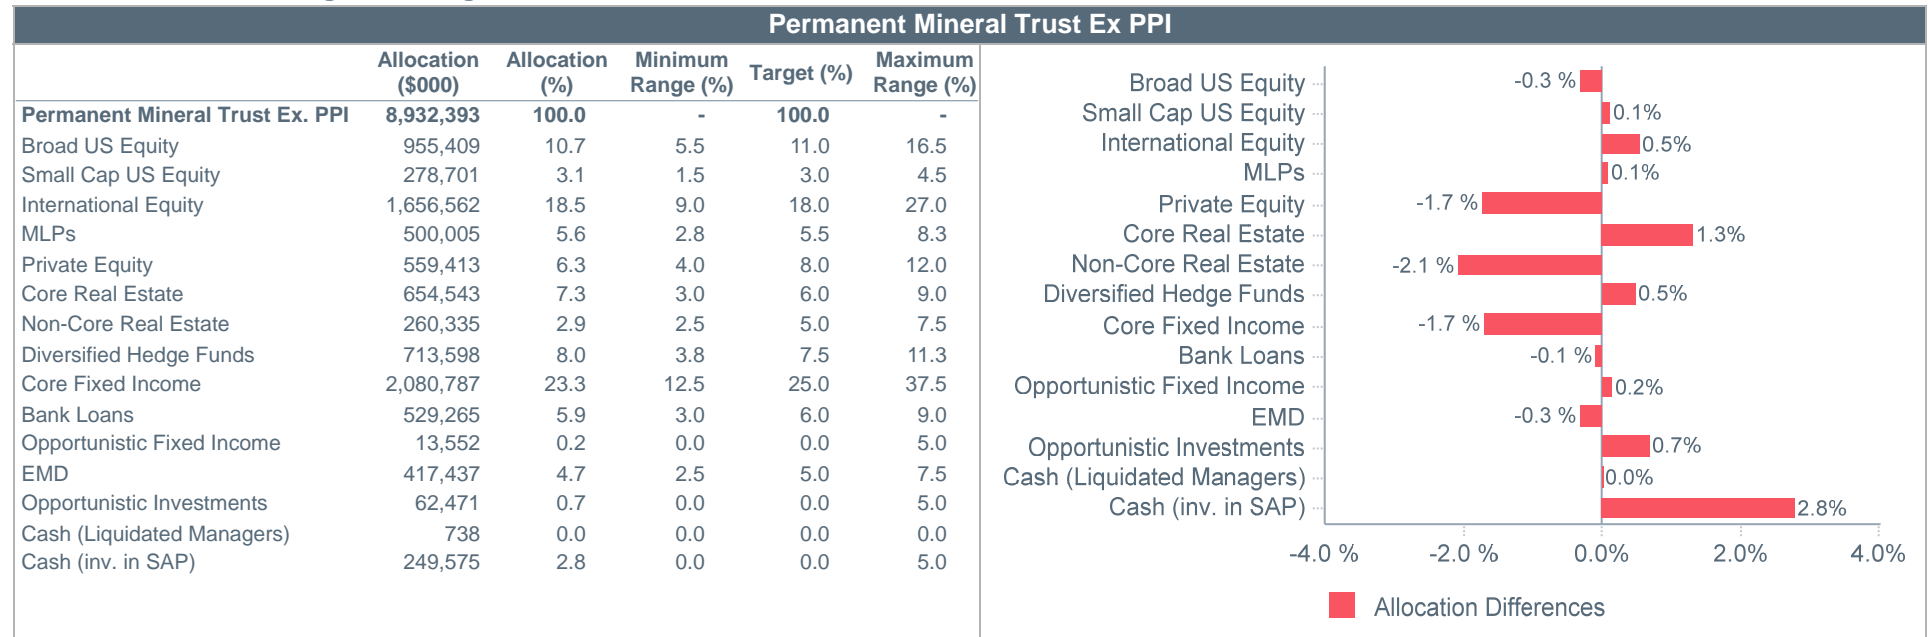 Permanent Mineral Trust Ex PPI
Allocation ($000) Allocation (%) Minimum Range (%) Target (%) Maximum Range (%)
Permanent Mineral Trust Ex. PPI 8,932,393 100.0 - 100.0 -
Broad US Equity 955,409 10.7 5.5 11.0 16.5
Small Cap US Equity 278,701 3.1 1.5 3.0 4.5
International Equity 1,656,562 18.5 9.0 18.0 27.0
MLPs 500,005 5.6 2.8 5.5 8.3
Private Equity 559,413 6.3 4.0 8.0 12.0
Core Real Estate 654,543 7.3 3.0 6.0 9.0
Non-Core Real Estate 260,335 2.9 2.5 5.0 7.5
Diversified Hedge Funds 713,598 8.0 3.8 7.5 11.3
Core Fixed Income 2,080,787 23.3 12.5 25.0 37.5
Bank Loans 529,265 5.9 3.0 6.0 9.0
Opportunistic Fixed Income 13,552 0.2 0.0 0.0 5.0
EMD 417,437 4.7 2.5 5.0 7.5
Opportunistic Investments 62,471 0.7 0.0 0.0 5.0
Cash (Liquidated Managers) 738 0.0 0.0 0.0 0.0
Cash (inv. in SAP) 249,575 2.8 0.0 0.0 5.0
Broad US Equity -0.3 %
Small Cap US Equity 0.1%
International Equity 0.5%
MLPs 0.1%
Private Equity -1.7 %
Core Real Estate 1.3%
Non-Core Real Estate -2.1 %
Diversified Hedge Funds 0.5%
Core Fixed Income -1.7 %
Bank Loans -0.1 %
Opportunistic Fixed Income 0.2%
EMD -0.3 %
Opportunistic Investments 0.7%
Cash (Liquidated Managers) 0.0%
Cash (inv. in SAP) 2.8%
-4.0 % -2.0 % 0.0% 2.0% 4.0%
Allocation Differences